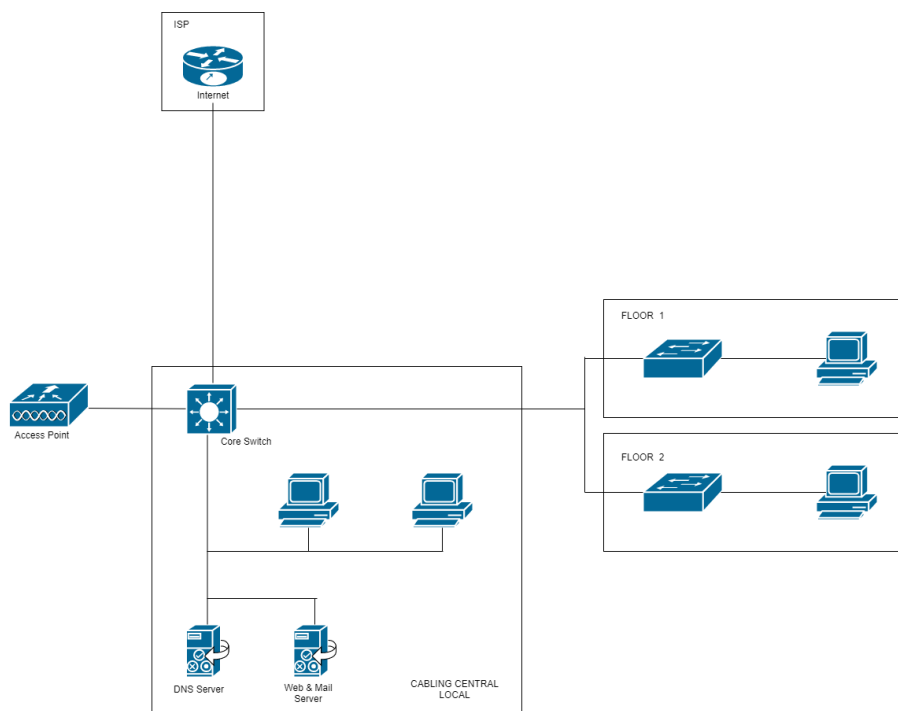 ISP
Internet
FLOOR 1
Access Point
Core Switch
FLOOR 2
DNS Server
Web & Mail
Server
CABLING CENTRAL
LOCAL